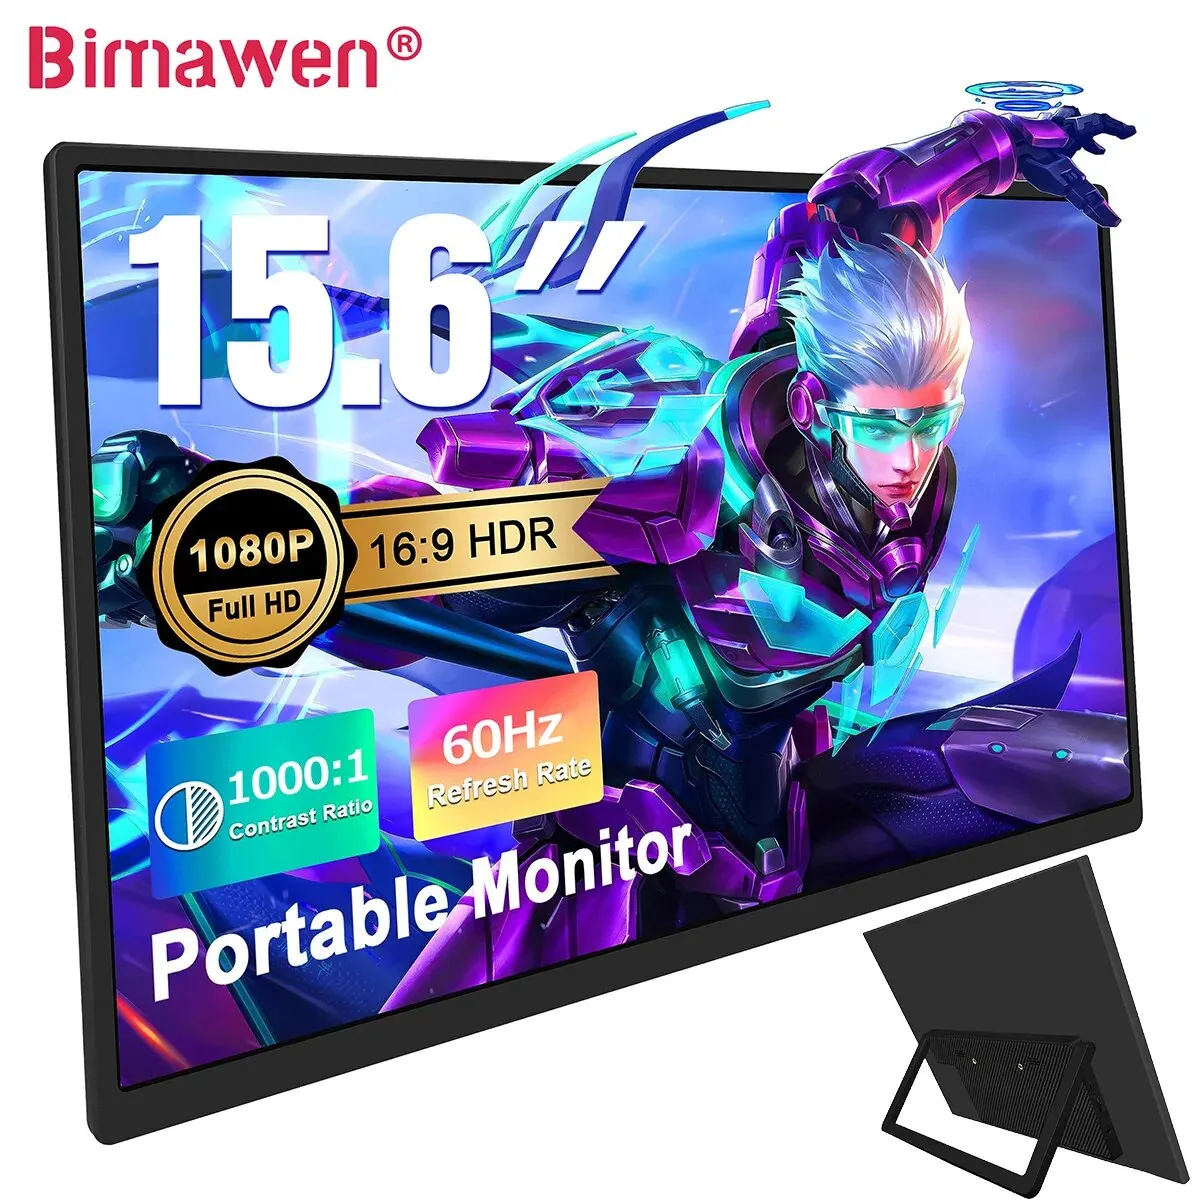 Bimawen®
15.6″
1080P
Full HD
16:9 HDR
1000:1
Contrast Ratio
60Hz
Refresh Rate
Portable Monitor